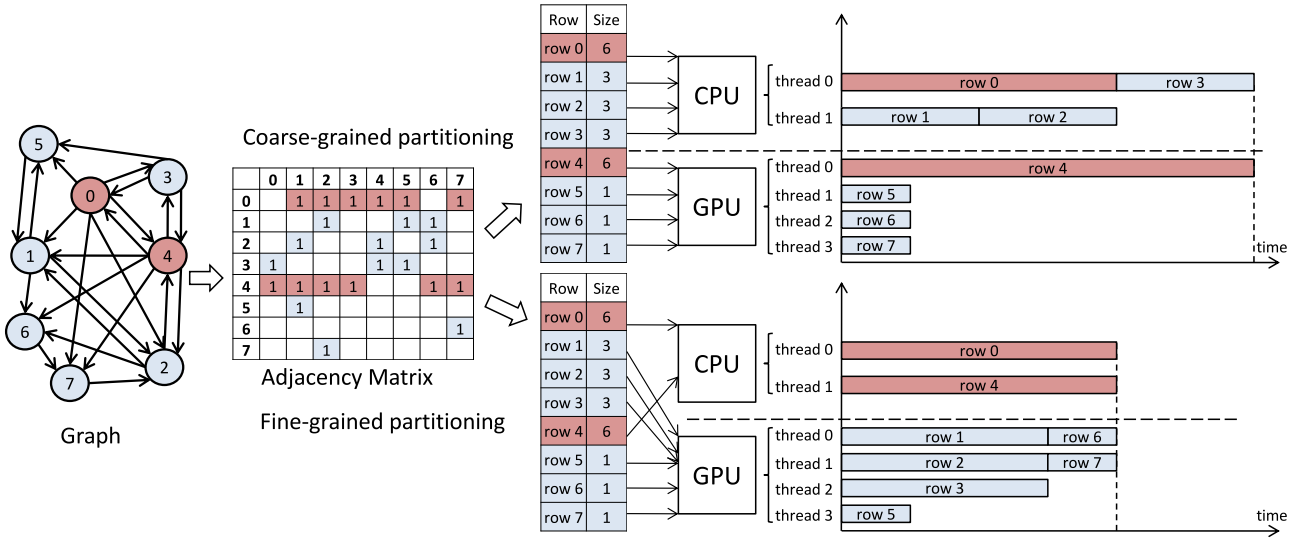 5
3
0
1
4
6
2
7
Graph
Coarse-grained partitioning
0 1 2 3 4 5 6 7
0 1 1 1 1 1 1
1 1 1 1
2 1 1 1
3 1 1 1
4 1 1 1 1 1 1
5 1
6 1
7 1
Adjacency Matrix
Fine-grained partitioning
Row Size
row 0 6
row 1 3
row 2 3
row 3 3
row 4 6
row 5 1
row 6 1
row 7 1
CPU
GPU
thread 0 row 0 row 3
thread 1 row 1 row 2
thread 0 row 4
thread 1 row 5
thread 2 row 6
thread 3 row 7
time
Row Size
row 0 6
row 1 3
row 2 3
row 3 3
row 4 6
row 5 1
row 6 1
row 7 1
CPU
GPU
thread 0 row 0
thread 1 row 4
thread 0 row 1 row 6
thread 1 row 2 row 7
thread 2 row 3
thread 3 row 5
time